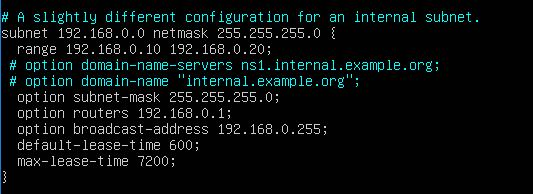 # A slightly different configuration for an internal subnet.
subnet 192.168.0.0 netmask 255.255.255.0 {
  range 192.168.0.10 192.168.0.20;
 # option domain-name-servers ns1.internal.example.org;
 # option domain-name "internal.example.org";
  option subnet-mask 255.255.255.0;
  option routers 192.168.0.1;
  option broadcast-address 192.168.0.255;
  default-lease-time 600;
  max-lease-time 7200;
}